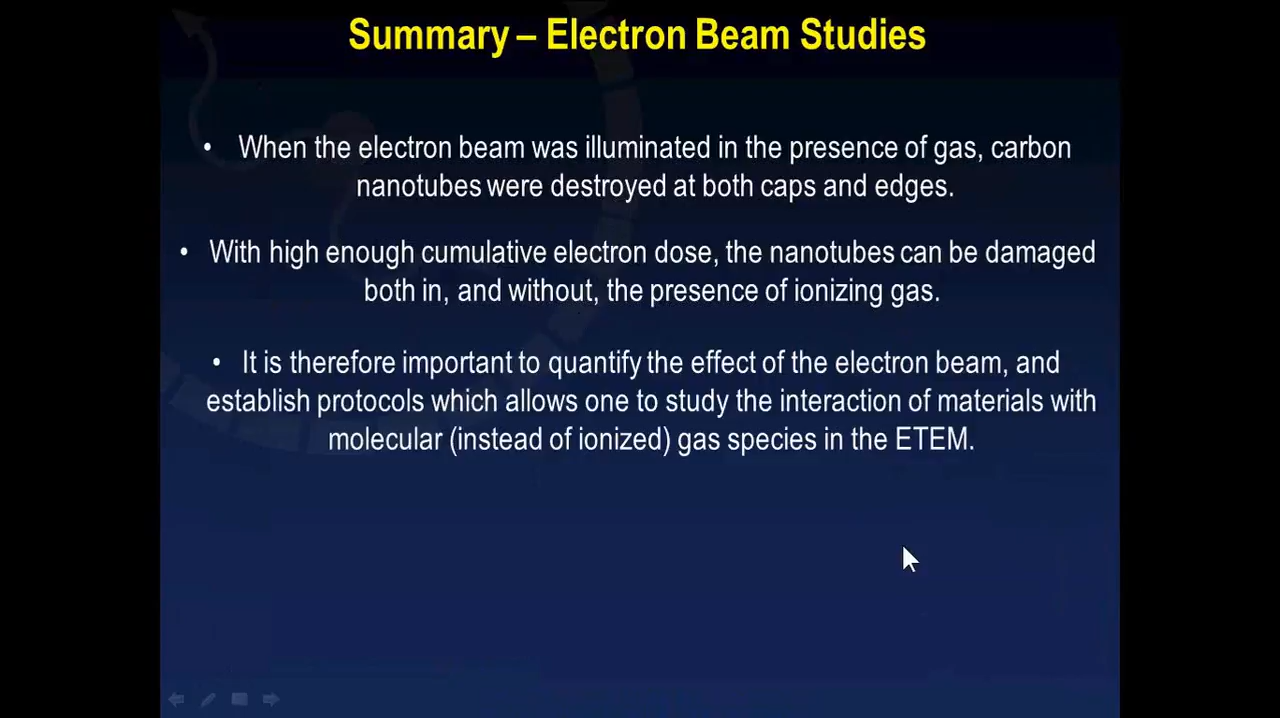 Summary – Electron Beam Studies
• When the electron beam was illuminated in the presence of gas, carbon
nanotubes were destroyed at both caps and edges.
• With high enough cumulative electron dose, the nanotubes can be damaged
both in, and without, the presence of ionizing gas.
• It is therefore important to quantify the effect of the electron beam, and
establish protocols which allows one to study the interaction of materials with
molecular (instead of ionized) gas species in the ETEM.